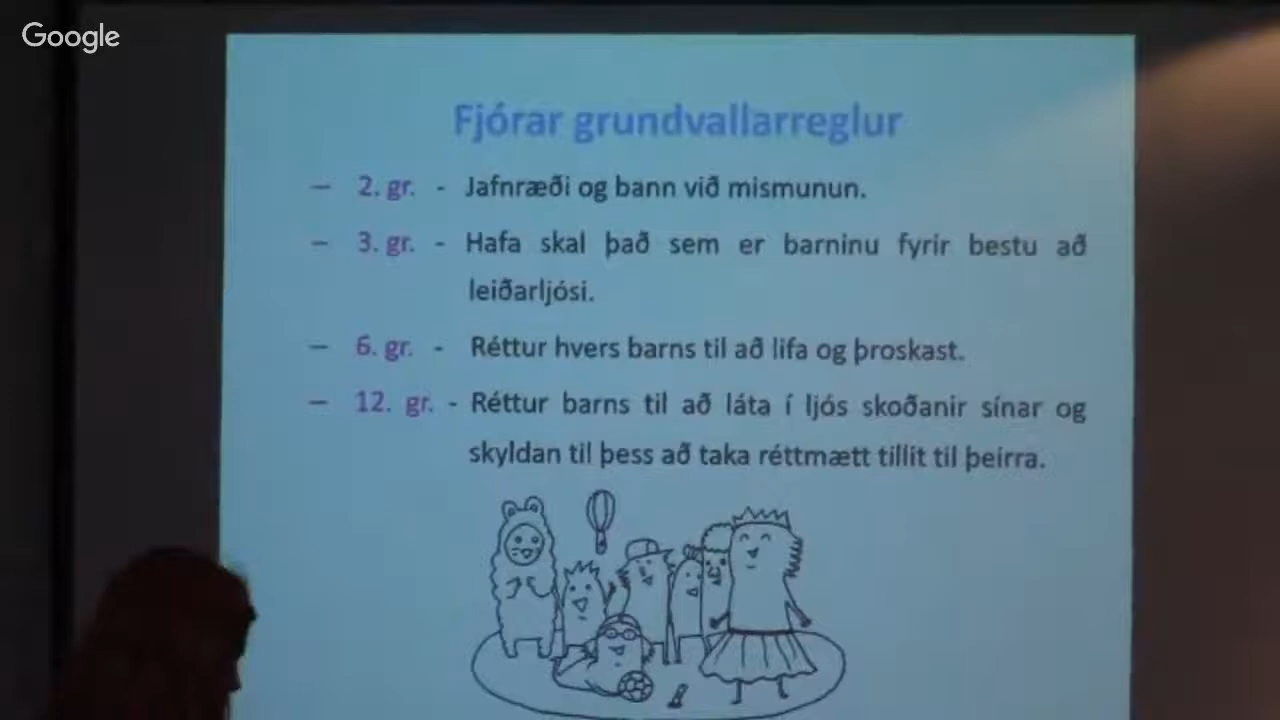 Google
Fjórar grundvallarreglur
– 2. gr. - Jafnræði og bann við mismunun.
– 3. gr. - Hafa skal það sem er barninu fyrir bestu að
leiðarljósi.
– 6. gr. - Réttur hvers barns til að lifa og þroskast.
– 12. gr. - Réttur barns til að láta í ljós skoðanir sínar og
skyldan til þess að taka réttmætt tillit til þeirra.